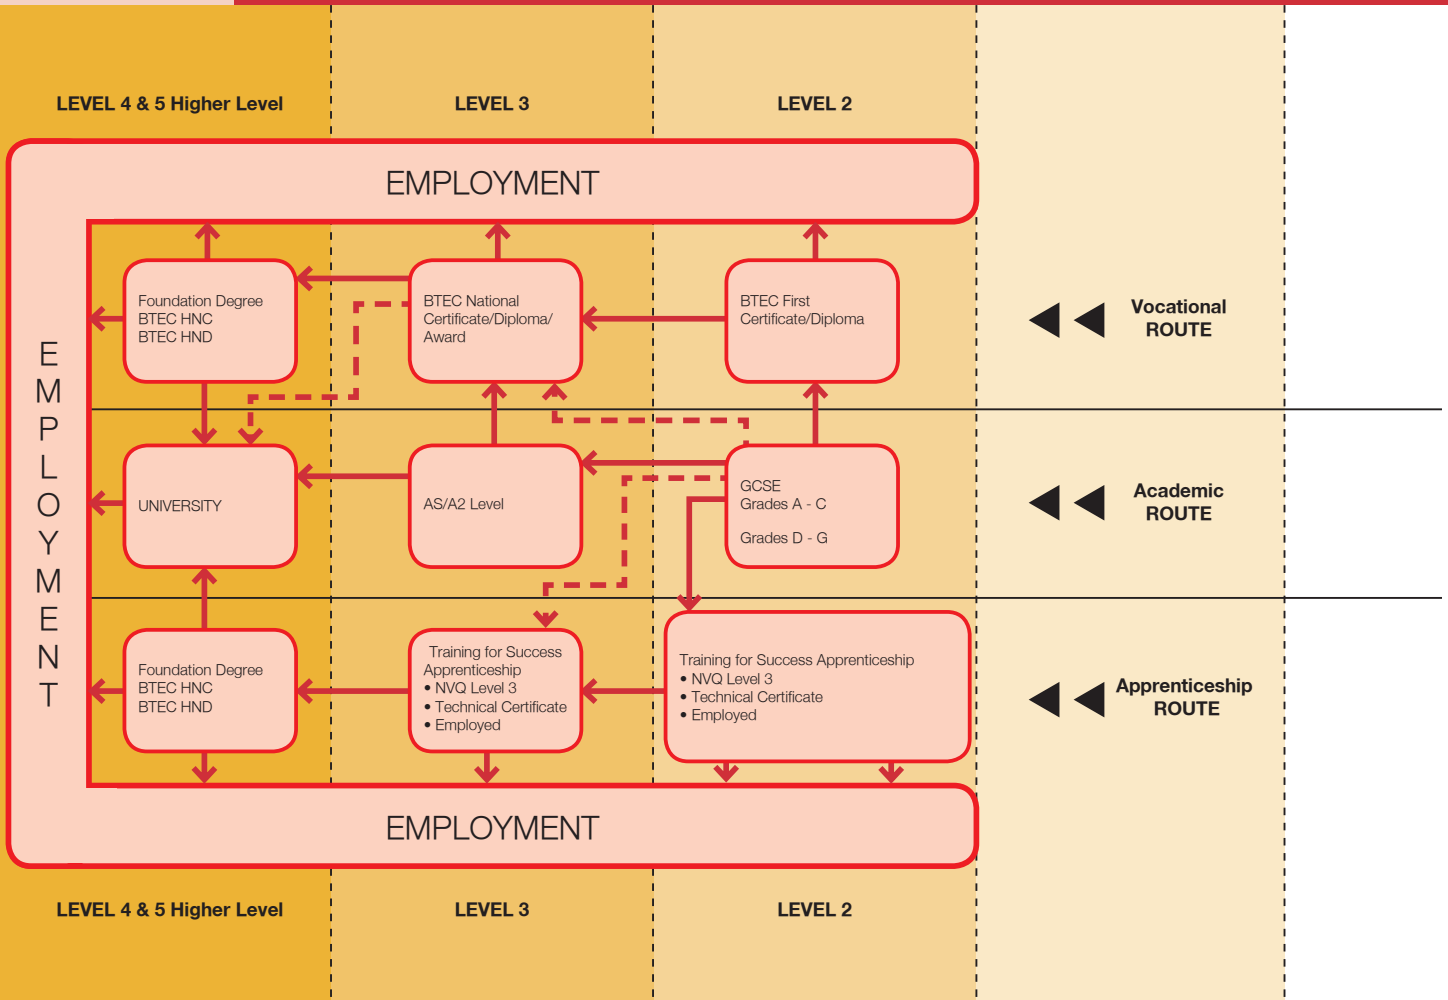 LEVEL 4 & 5 Higher Level
LEVEL 3
LEVEL 2
EMPLOYMENT
EMPLOYMENT
Foundation Degree
BTEC HNC
BTEC HND
BTEC National
Certificate/Diploma/
Award
BTEC First
Certificate/Diploma
Vocational
ROUTE
UNIVERSITY
AS/A2 Level
GCSE
Grades A - C
Grades D - G
Academic
ROUTE
Foundation Degree
BTEC HNC
BTEC HND
Training for Success
Apprenticeship
• NVQ Level 3
• Technical Certificate
• Employed
Training for Success Apprenticeship
• NVQ Level 3
• Technical Certificate
• Employed
Apprenticeship
ROUTE
EMPLOYMENT
LEVEL 4 & 5 Higher Level
LEVEL 3
LEVEL 2